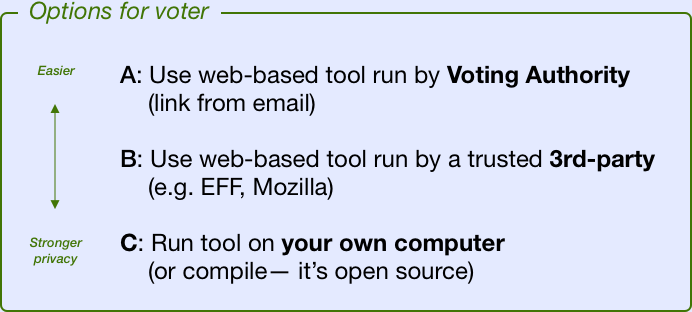 Options for voter
Easier
A: Use web-based tool run by Voting Authority
(link from email)
B: Use web-based tool run by a trusted 3rd-party
(e.g. EFF, Mozilla)
Stronger
privacy
C: Run tool on your own computer
(or compile— it’s open source)